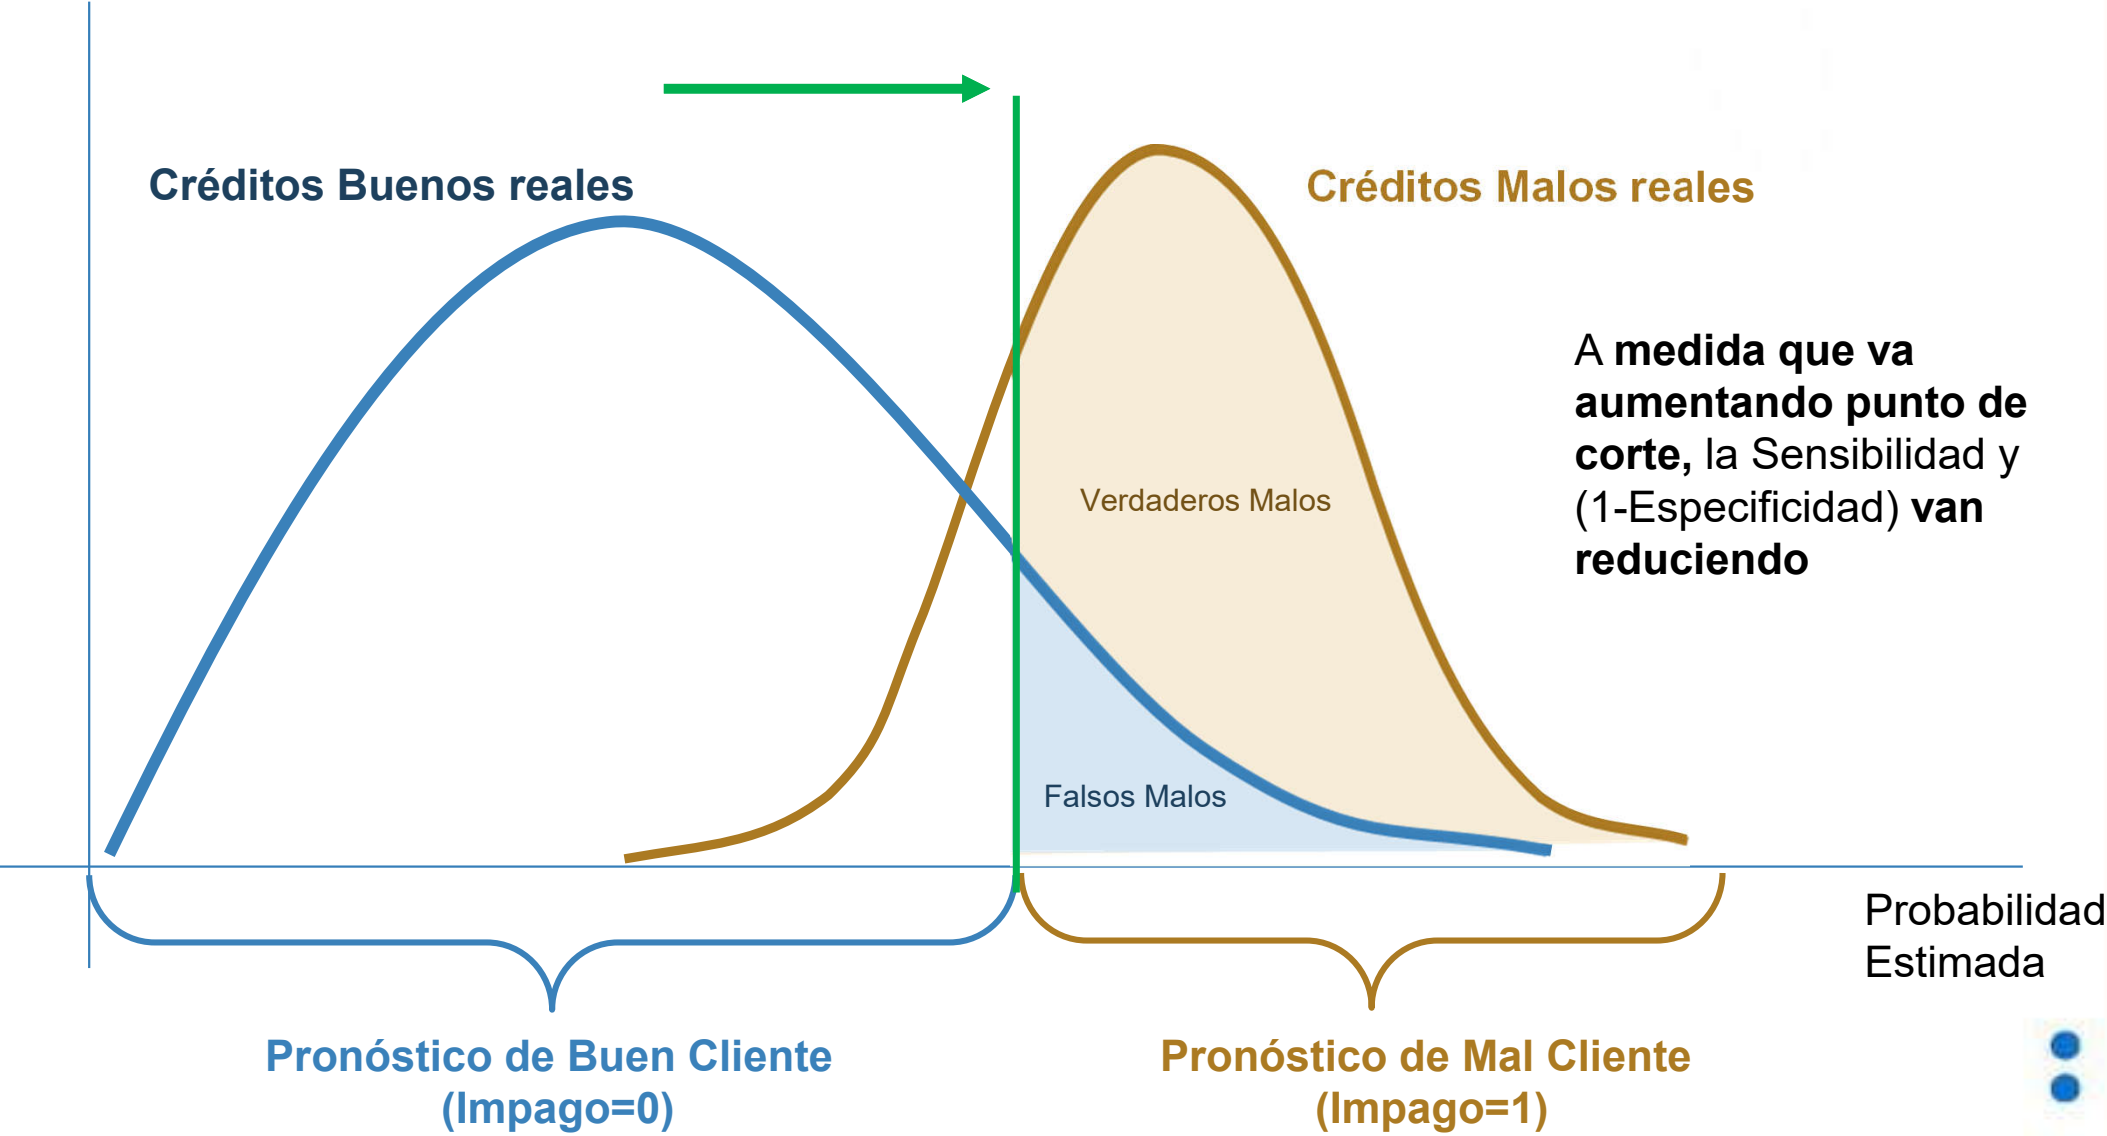 Créditos Buenos reales
Créditos Malos reales
A medida que va
aumentando punto de
corte, la Sensibilidad y
(1-Especificidad) van
reduciendo
Verdaderos Malos
Falsos Malos
Probabilidad
Estimada
Pronóstico de Buen Cliente
(Impago=0)
Pronóstico de Mal Cliente
(Impago=1)